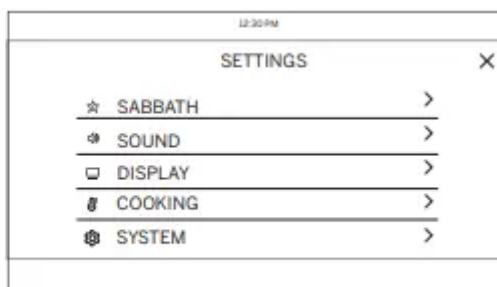 12:30 PM
SETTINGS
SABBATH
SOUND
DISPLAY
COOKING
SYSTEM